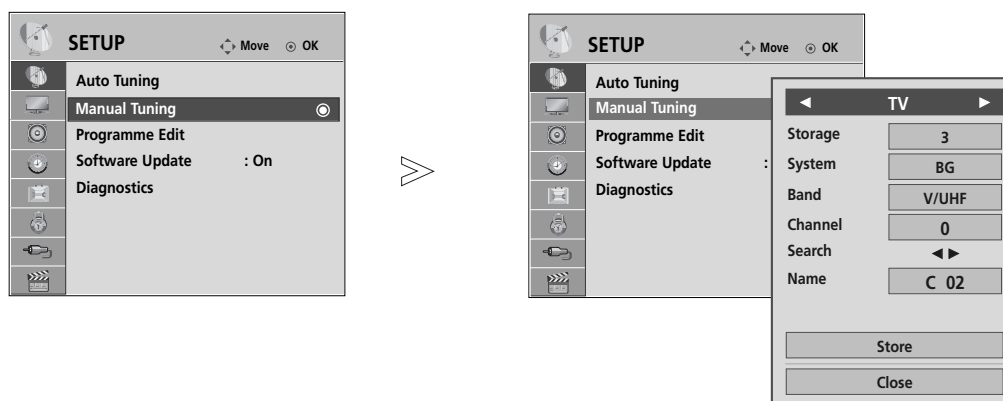 SETUP Move OK
Auto Tuning
Manual Tuning
Programme Edit
Software Update : On
Diagnostics
SETUP Move OK
Auto Tuning
Manual Tuning
Programme Edit
Software Update :
Diagnostics
TV
Storage 3
System BG
Band V/UHF
Channel 0
Search
Name C 02
Store
Close